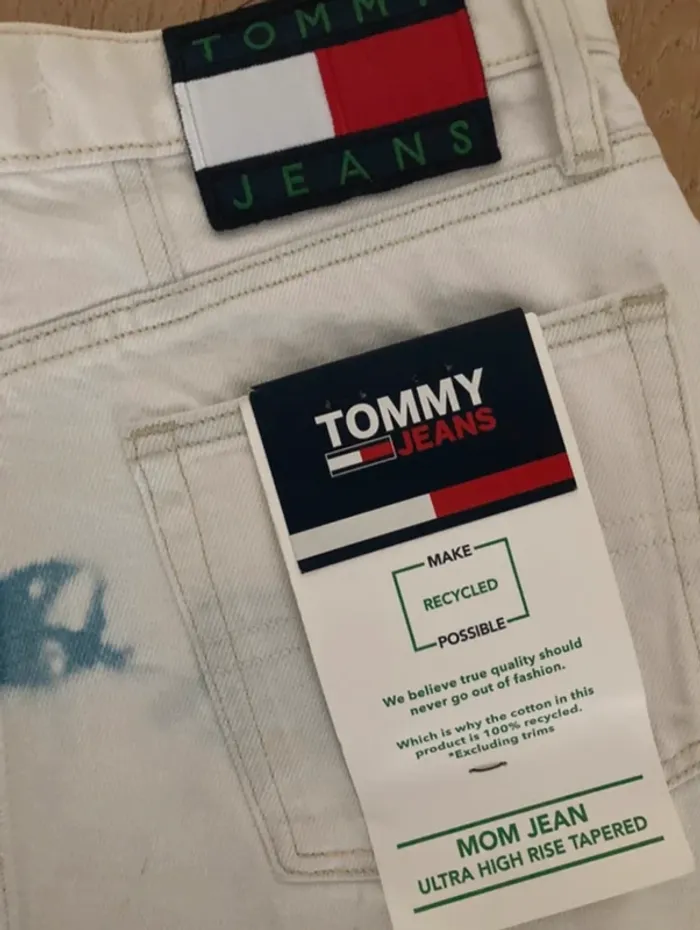 TOMMY
JEANS
TOMMY
JEANS
MAKE
RECYCLED
POSSIBLE
We believe true quality should
never go out of fashion.
Which is why the cotton in this
product is 100% recycled.
*Excluding trims
MOM JEAN
ULTRA HIGH RISE TAPERED